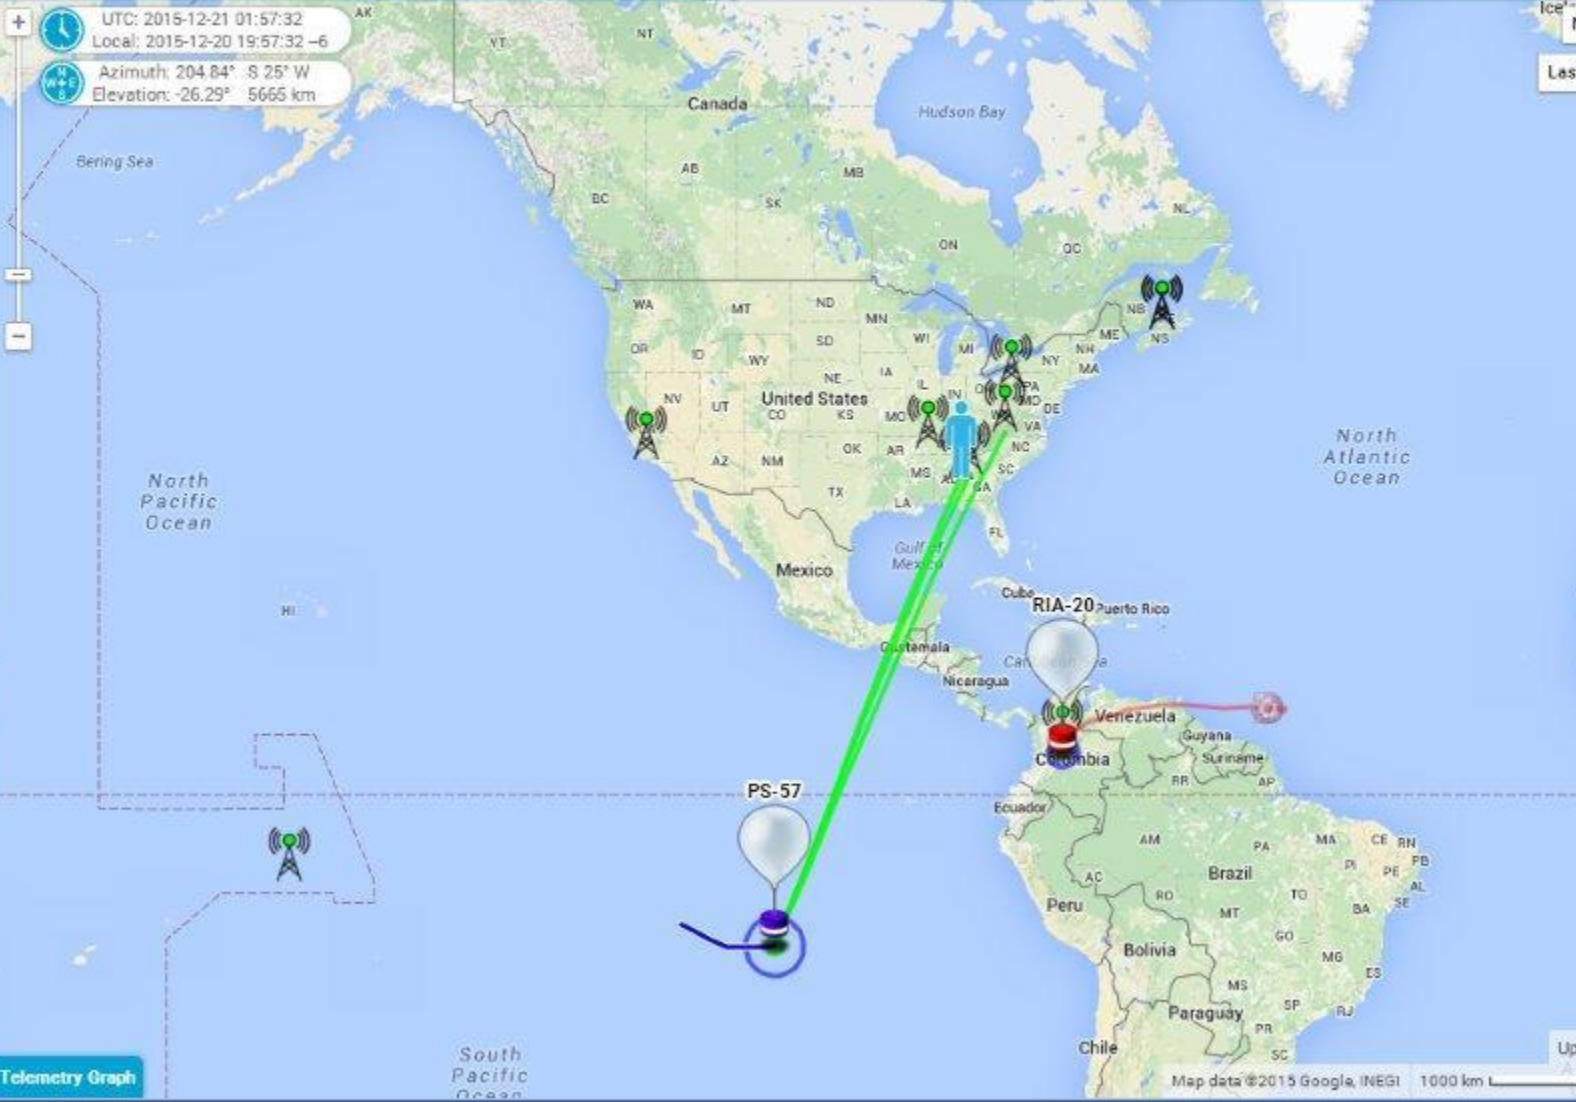 UTC: 2015-12-21 01:57:32
Local: 2015-12-20 19:57:32 -6
Azimuth: 204.84° S 25° W
Elevation: -26.29° 5665 km
AK
YT
NT
Las
Canada
Hudson Bay
Bering Sea
AB
MB
BC
SK
NL
ON
QC
WA
MT
ND
MN
NB
NS
OR
ID
WY
SD
WI
MI
NY
NH
ME
MA
NV
UT
NE
IA
IL
IN
PA
MD
DE
United States
CO
KS
MO
VA
AZ
NM
OK
AR
NC
SC
TX
MS
LA
GA
FL
North
Pacific
Ocean
North
Atlantic
Ocean
Gulf of
Mexico
Mexico
HI
Cuba
RIA-20
Puerto Rico
Guatemala
Nicaragua
Venezuela
Guyana
Suriname
Colombia
RR
AP
PS-57
Ecuador
AM
PA
MA
CE
RN
PB
PI
PE
AL
SE
AC
Brazil
TO
BA
RO
MT
Peru
GO
Bolivia
MG
ES
MS
SP
RJ
Paraguay
PR
SC
Chile
South
Pacific
Ocean
Telemetry Graph
Up
Map data ©2015 Google, INEGI
1000 km